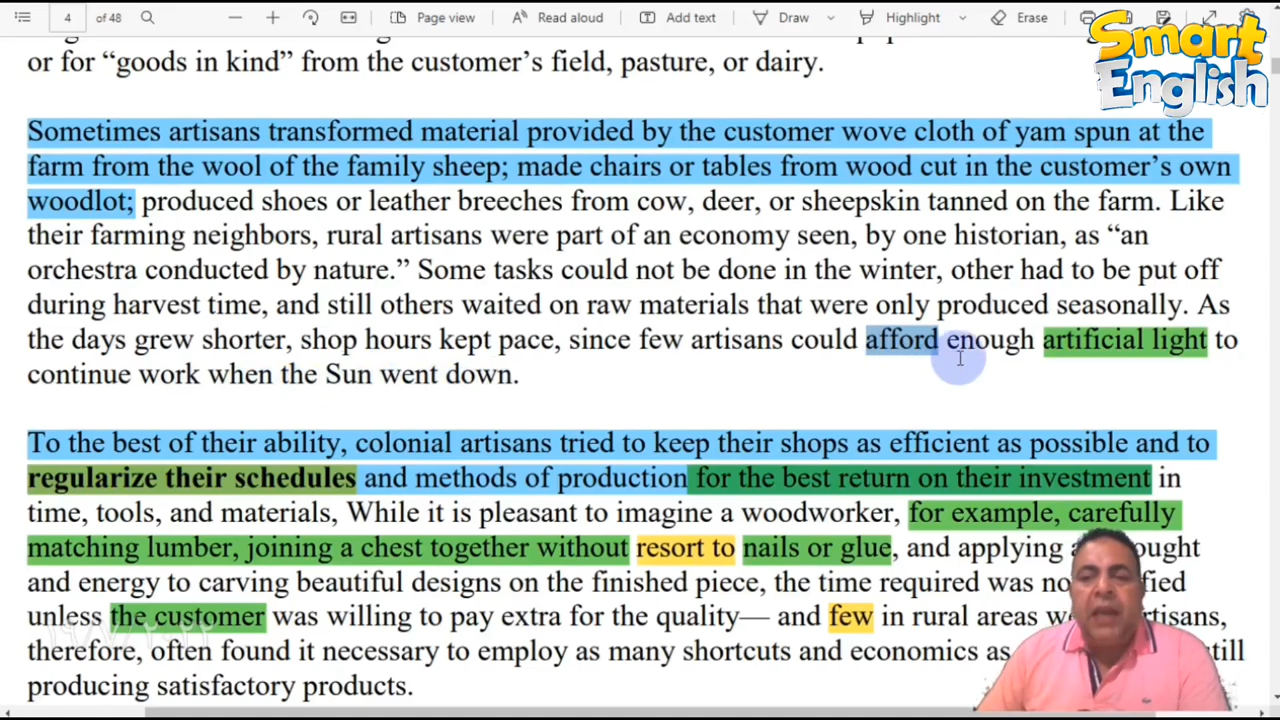 4 of 48 Page view Read aloud Add text Draw Highlight Erase
Smart
English
or for “goods in kind” from the customer’s field, pasture, or dairy.
Sometimes artisans transformed material provided by the customer wove cloth of yam spun at the
farm from the wool of the family sheep; made chairs or tables from wood cut in the customer’s own
woodlot; produced shoes or leather breeches from cow, deer, or sheepskin tanned on the farm. Like
their farming neighbors, rural artisans were part of an economy seen, by one historian, as “an
orchestra conducted by nature.” Some tasks could not be done in the winter, other had to be put off
during harvest time, and still others waited on raw materials that were only produced seasonally. As
the days grew shorter, shop hours kept pace, since few artisans could afford enough artificial light to
continue work when the Sun went down.
To the best of their ability, colonial artisans tried to keep their shops as efficient as possible and to
regularize their schedules and methods of production for the best return on their investment in
time, tools, and materials, While it is pleasant to imagine a woodworker, for example, carefully
matching lumber, joining a chest together without resort to nails or glue, and applying
and energy to carving beautiful designs on the finished piece, the time required was
unless the customer was willing to pay extra for the quality— and few in rural areas
therefore, often found it necessary to employ as many shortcuts and economics as
producing satisfactory products.